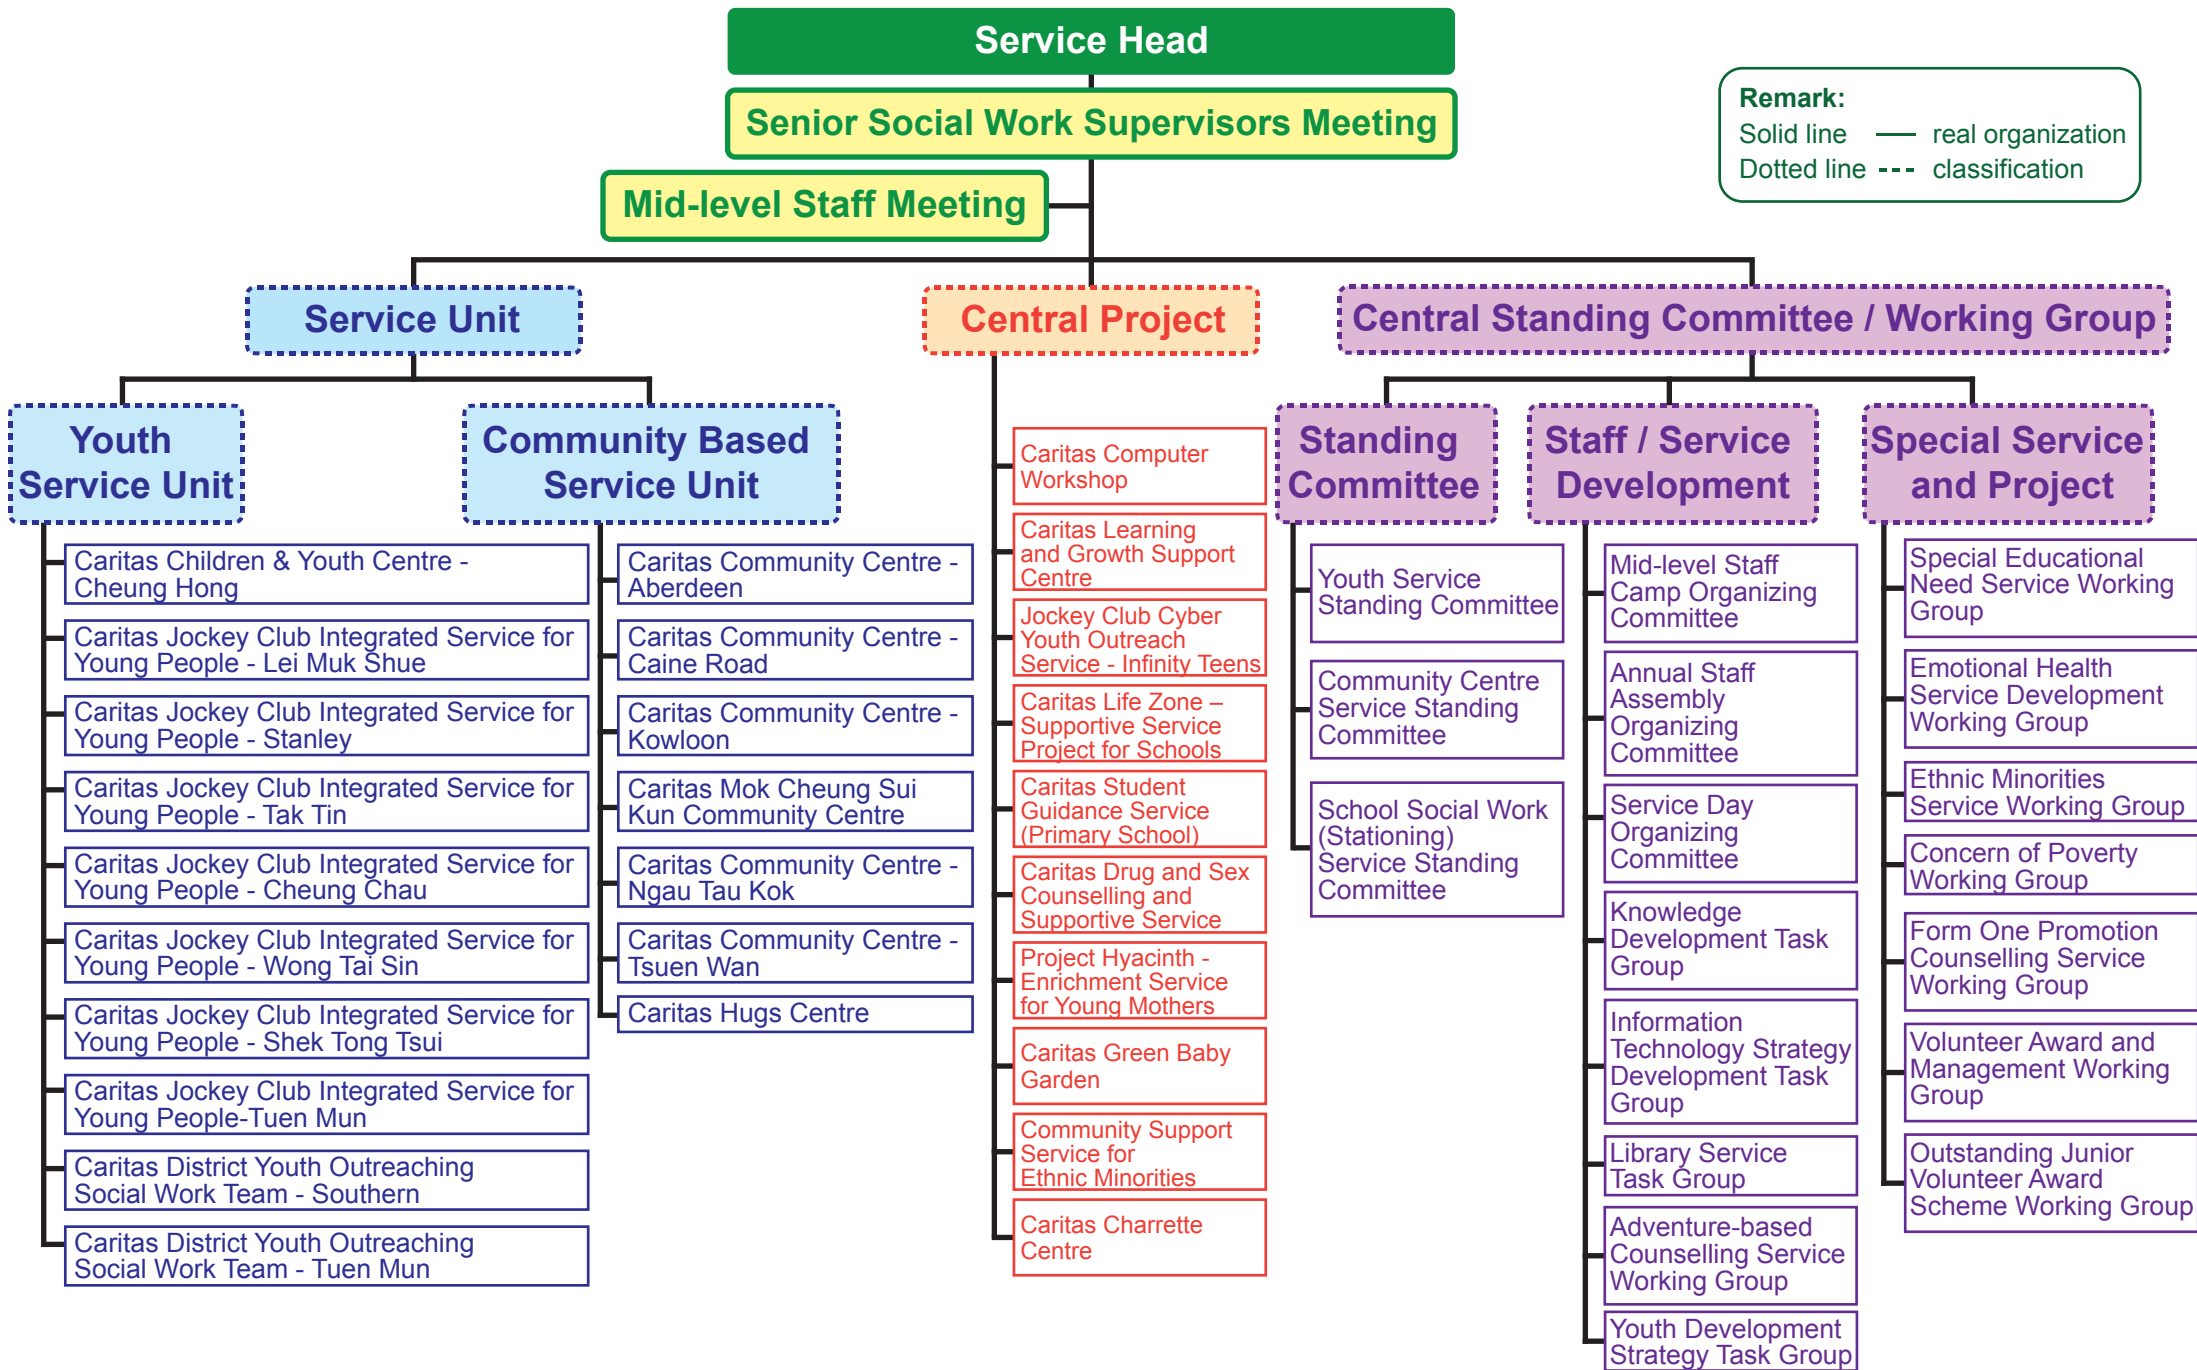 Service Head
Senior Social Work Supervisors Meeting
Mid-level Staff Meeting
Remark:
Solid line real organization
Dotted line classification
Service Unit
Central Project
Central Standing Committee / Working Group
Youth
Service Unit
Community Based
Service Unit
Standing
Committee
Staff / Service
Development
Special Service
and Project
Caritas Children & Youth Centre -
Cheung Hong
Caritas Jockey Club Integrated Service for
Young People - Lei Muk Shue
Caritas Jockey Club Integrated Service for
Young People - Stanley
Caritas Jockey Club Integrated Service for
Young People - Tak Tin
Caritas Jockey Club Integrated Service for
Young People - Cheung Chau
Caritas Jockey Club Integrated Service for
Young People - Wong Tai Sin
Caritas Jockey Club Integrated Service for
Young People - Shek Tong Tsui
Caritas Jockey Club Integrated Service for
Young People-Tuen Mun
Caritas District Youth Outreaching
Social Work Team - Southern
Caritas District Youth Outreaching
Social Work Team - Tuen Mun
Caritas Community Centre -
Aberdeen
Caritas Community Centre -
Caine Road
Caritas Community Centre -
Kowloon
Caritas Mok Cheung Sui
Kun Community Centre
Caritas Community Centre -
Ngau Tau Kok
Caritas Community Centre -
Tsuen Wan
Caritas Hugs Centre
Caritas Computer
Workshop
Caritas Learning
and Growth Support
Centre
Jockey Club Cyber
Youth Outreach
Service - Infinity Teens
Caritas Life Zone –
Supportive Service
Project for Schools
Caritas Student
Guidance Service
(Primary School)
Caritas Drug and Sex
Counselling and
Supportive Service
Project Hyacinth -
Enrichment Service
for Young Mothers
Caritas Green Baby
Garden
Community Support
Service for
Ethnic Minorities
Caritas Charrette
Centre
Youth Service
Standing Committee
Community Centre
Service Standing
Committee
School Social Work
(Stationing)
Service Standing
Committee
Mid-level Staff
Camp Organizing
Committee
Annual Staff
Assembly
Organizing
Committee
Service Day
Organizing
Committee
Knowledge
Development Task
Group
Information
Technology Strategy
Development Task
Group
Library Service
Task Group
Adventure-based
Counselling Service
Working Group
Youth Development
Strategy Task Group
Special Educational
Need Service Working
Group
Emotional Health
Service Development
Working Group
Ethnic Minorities
Service Working Group
Concern of Poverty
Working Group
Form One Promotion
Counselling Service
Working Group
Volunteer Award and
Management Working
Group
Outstanding Junior
Volunteer Award
Scheme Working Group